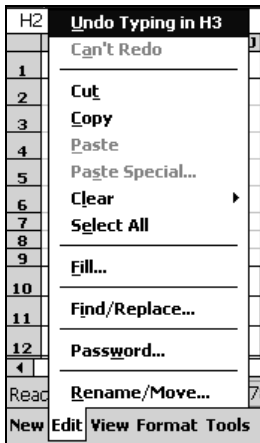 H2
Undo Typing in H3
Can't Redo
J
1
2
Cut
3
Copy
4
Paste
5
Paste Special...
6
Clear
7
Select All
8
9
Fill...
10
11
Find/Replace...
12
Password...
Rename/Move...
New Edit View Format Tools